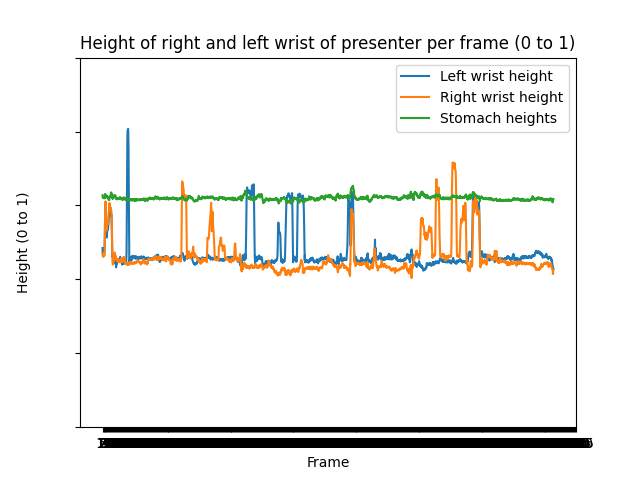 Height of right and left wrist of presenter per frame (0 to 1)
Left wrist height
Right wrist height
Stomach heights
Height (0 to 1)
Frame